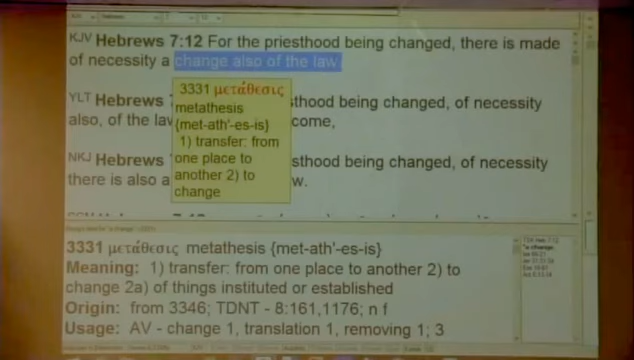 KJV Hebrews 7:12 For the priesthood being changed, there is made
of necessity a change also of the law.
YLT Hebrews
sthood being changed, of necessity
also, of the law
come,
NKJ Hebrews
sthood being changed, of necessity
there is also a
w.
3331 μετάθεσις
metathesis
{met-ath'-es-is}
1) transfer: from
one place to
another 2) to
change
3331 μετάθεσις metathesis {met-ath'-es-is}
Meaning: 1) transfer: from one place to another 2) to
change 2a) of things instituted or established
Origin: from 3346; TDNT - 8:161,1176; n f
Usage: AV - change 1, translation 1, removing 1; 3